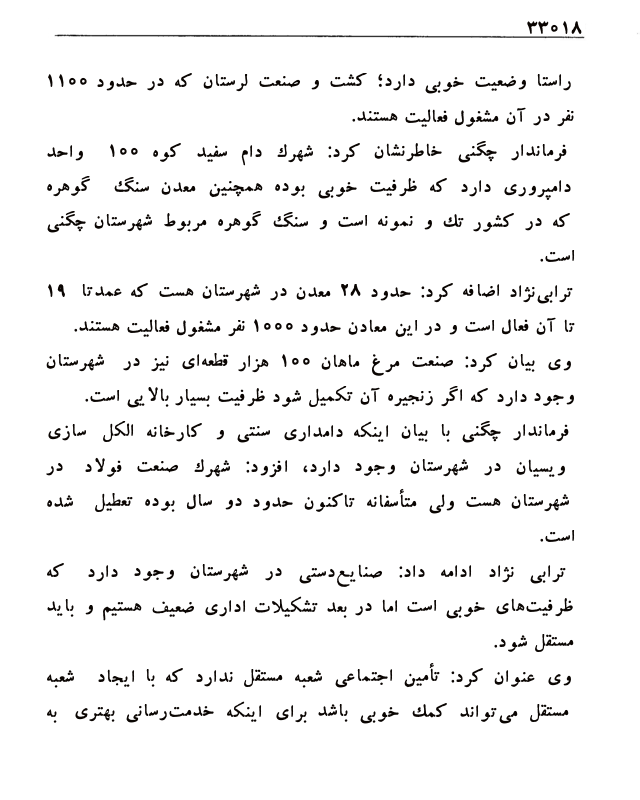 ۳۳۰۱۸
راستا وضعیت خوبی دارد؛ کشت و صنعت لرستان که در حدود ۱۱۰۰
نفر در آن مشغول فعالیت هستند.
فرماندار چگنی خاطرنشان کرد: شهرك دام سفید کوه ۱۰۰ واحد
دامپروری دارد که ظرفیت خوبی بوده همچنین معدن سنگ گوهره
که در کشور تك و نمونه است و سنگ گوهره مربوط شهرستان چگنی
است.
ترابی‌نژاد اضافه کرد: حدود ۲۸ معدن در شهرستان هست که عمدتا ۱۹
تا آن فعال است و در این معادن حدود ۱۰۰۰ نفر مشغول فعالیت هستند.
وی بیان کرد: صنعت مرغ ماهان ۱۰۰ هزار قطعه‌ای نیز در شهرستان
وجود دارد که اگر زنجیره آن تکمیل شود ظرفیت بسیار بالایی است.
فرماندار چگنی با بیان اینکه دامداری سنتی و کارخانه الکل سازی
ویسیان در شهرستان وجود دارد، افزود: شهرك صنعت فولاد در
شهرستان هست ولی متأسفانه تاکنون حدود دو سال بوده تعطیل شده
است.
ترابی نژاد ادامه داد: صنایع‌دستی در شهرستان وجود دارد که
ظرفیت‌های خوبی است اما در بعد تشکیلات اداری ضعیف هستیم و باید
مستقل شود.
وی عنوان کرد: تأمین اجتماعی شعبه مستقل ندارد که با ایجاد شعبه
مستقل می‌تواند کمك خوبی باشد برای اینکه خدمت‌رسانی بهتری به